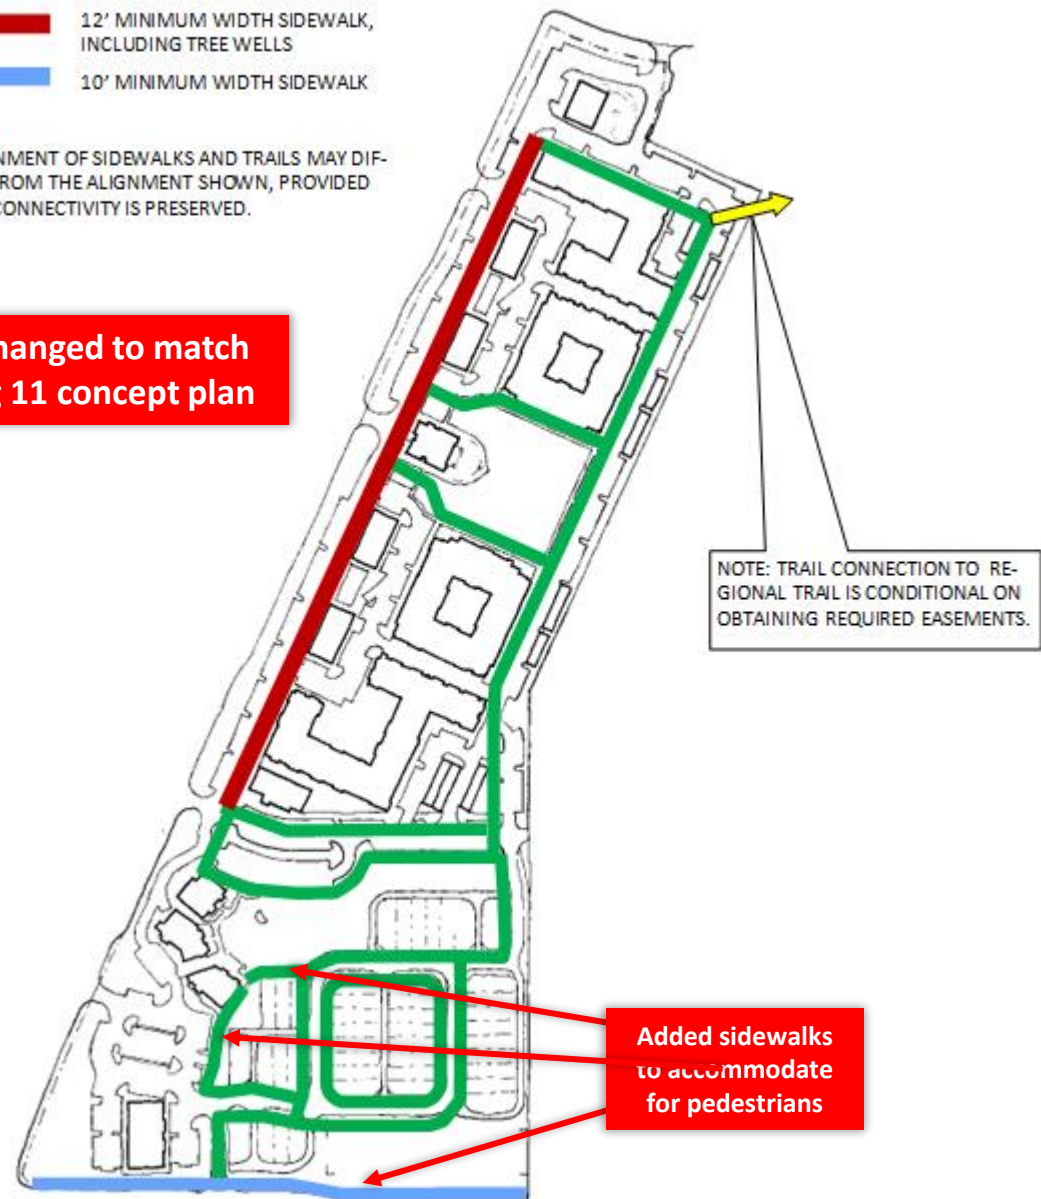 12' MINIMUM WIDTH SIDEWALK,
INCLUDING TREE WELLS
10' MINIMUM WIDTH SIDEWALK
NMENT OF SIDEWALKS AND TRAILS MAY DIF-
ROM THE ALIGNMENT SHOWN, PROVIDED
CONNECTIVITY IS PRESERVED.
hanged to match
11 concept plan
NOTE: TRAIL CONNECTION TO RE-
GIONAL TRAIL IS CONDITIONAL ON
OBTAINING REQUIRED EASEMENTS.
Added sidewalks
to accommodate
for pedestrians